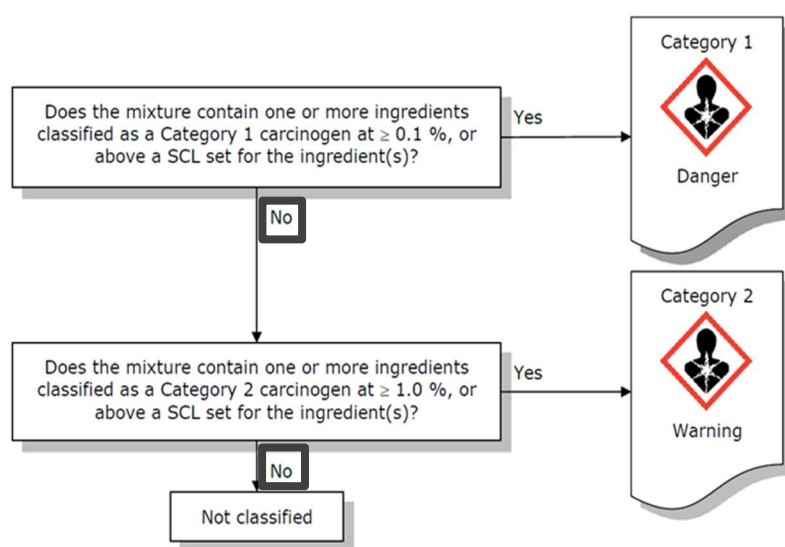 Category 1
Does the mixture contain one or more ingredients
classified as a Category 1 carcinogen at ≥ 0.1 %, or
above a SCL set for the ingredient(s)?
Yes
Danger
No
Category 2
Does the mixture contain one or more ingredients
classified as a Category 2 carcinogen at ≥ 1.0 %, or
above a SCL set for the ingredient(s)?
Yes
Warning
No
Not classified